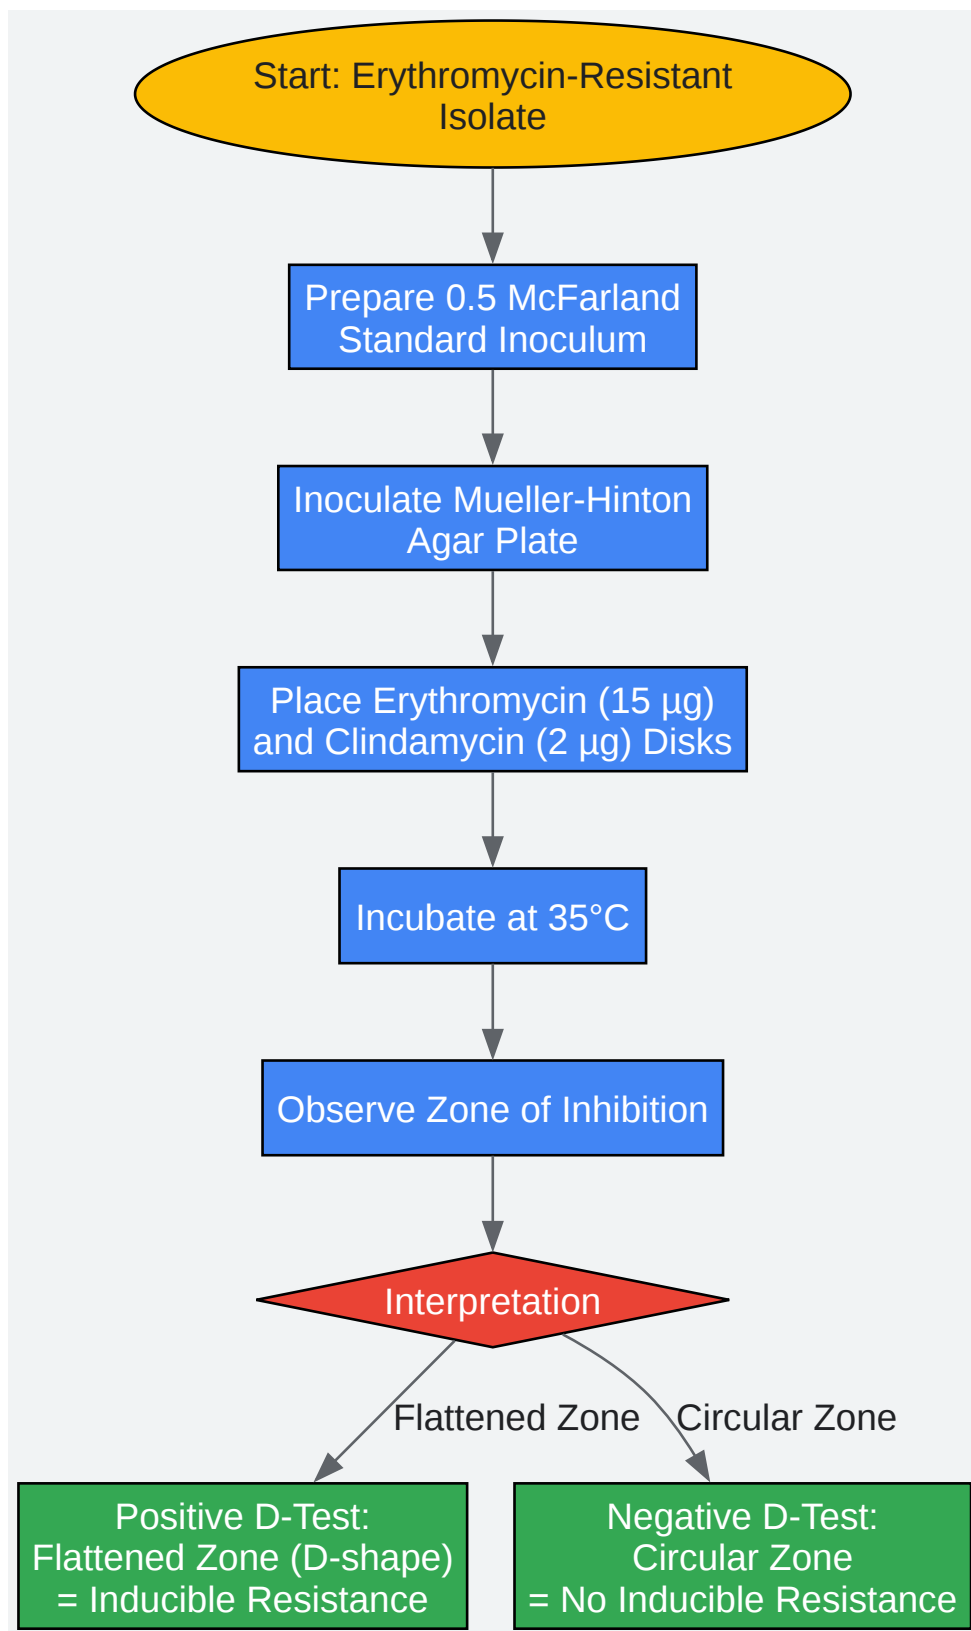 Start: Erythromycin-Resistant
Isolate
Prepare 0.5 McFarland
Standard Inoculum
Inoculate Mueller-Hinton
Agar Plate
Place Erythromycin (15 µg)
and Clindamycin (2 µg) Disks
Incubate at 35°C
Observe Zone of Inhibition
Interpretation
Flattened Zone
Circular Zone
Positive D-Test:
Flattened Zone (D-shape)
= Inducible Resistance
Negative D-Test:
Circular Zone
= No Inducible Resistance